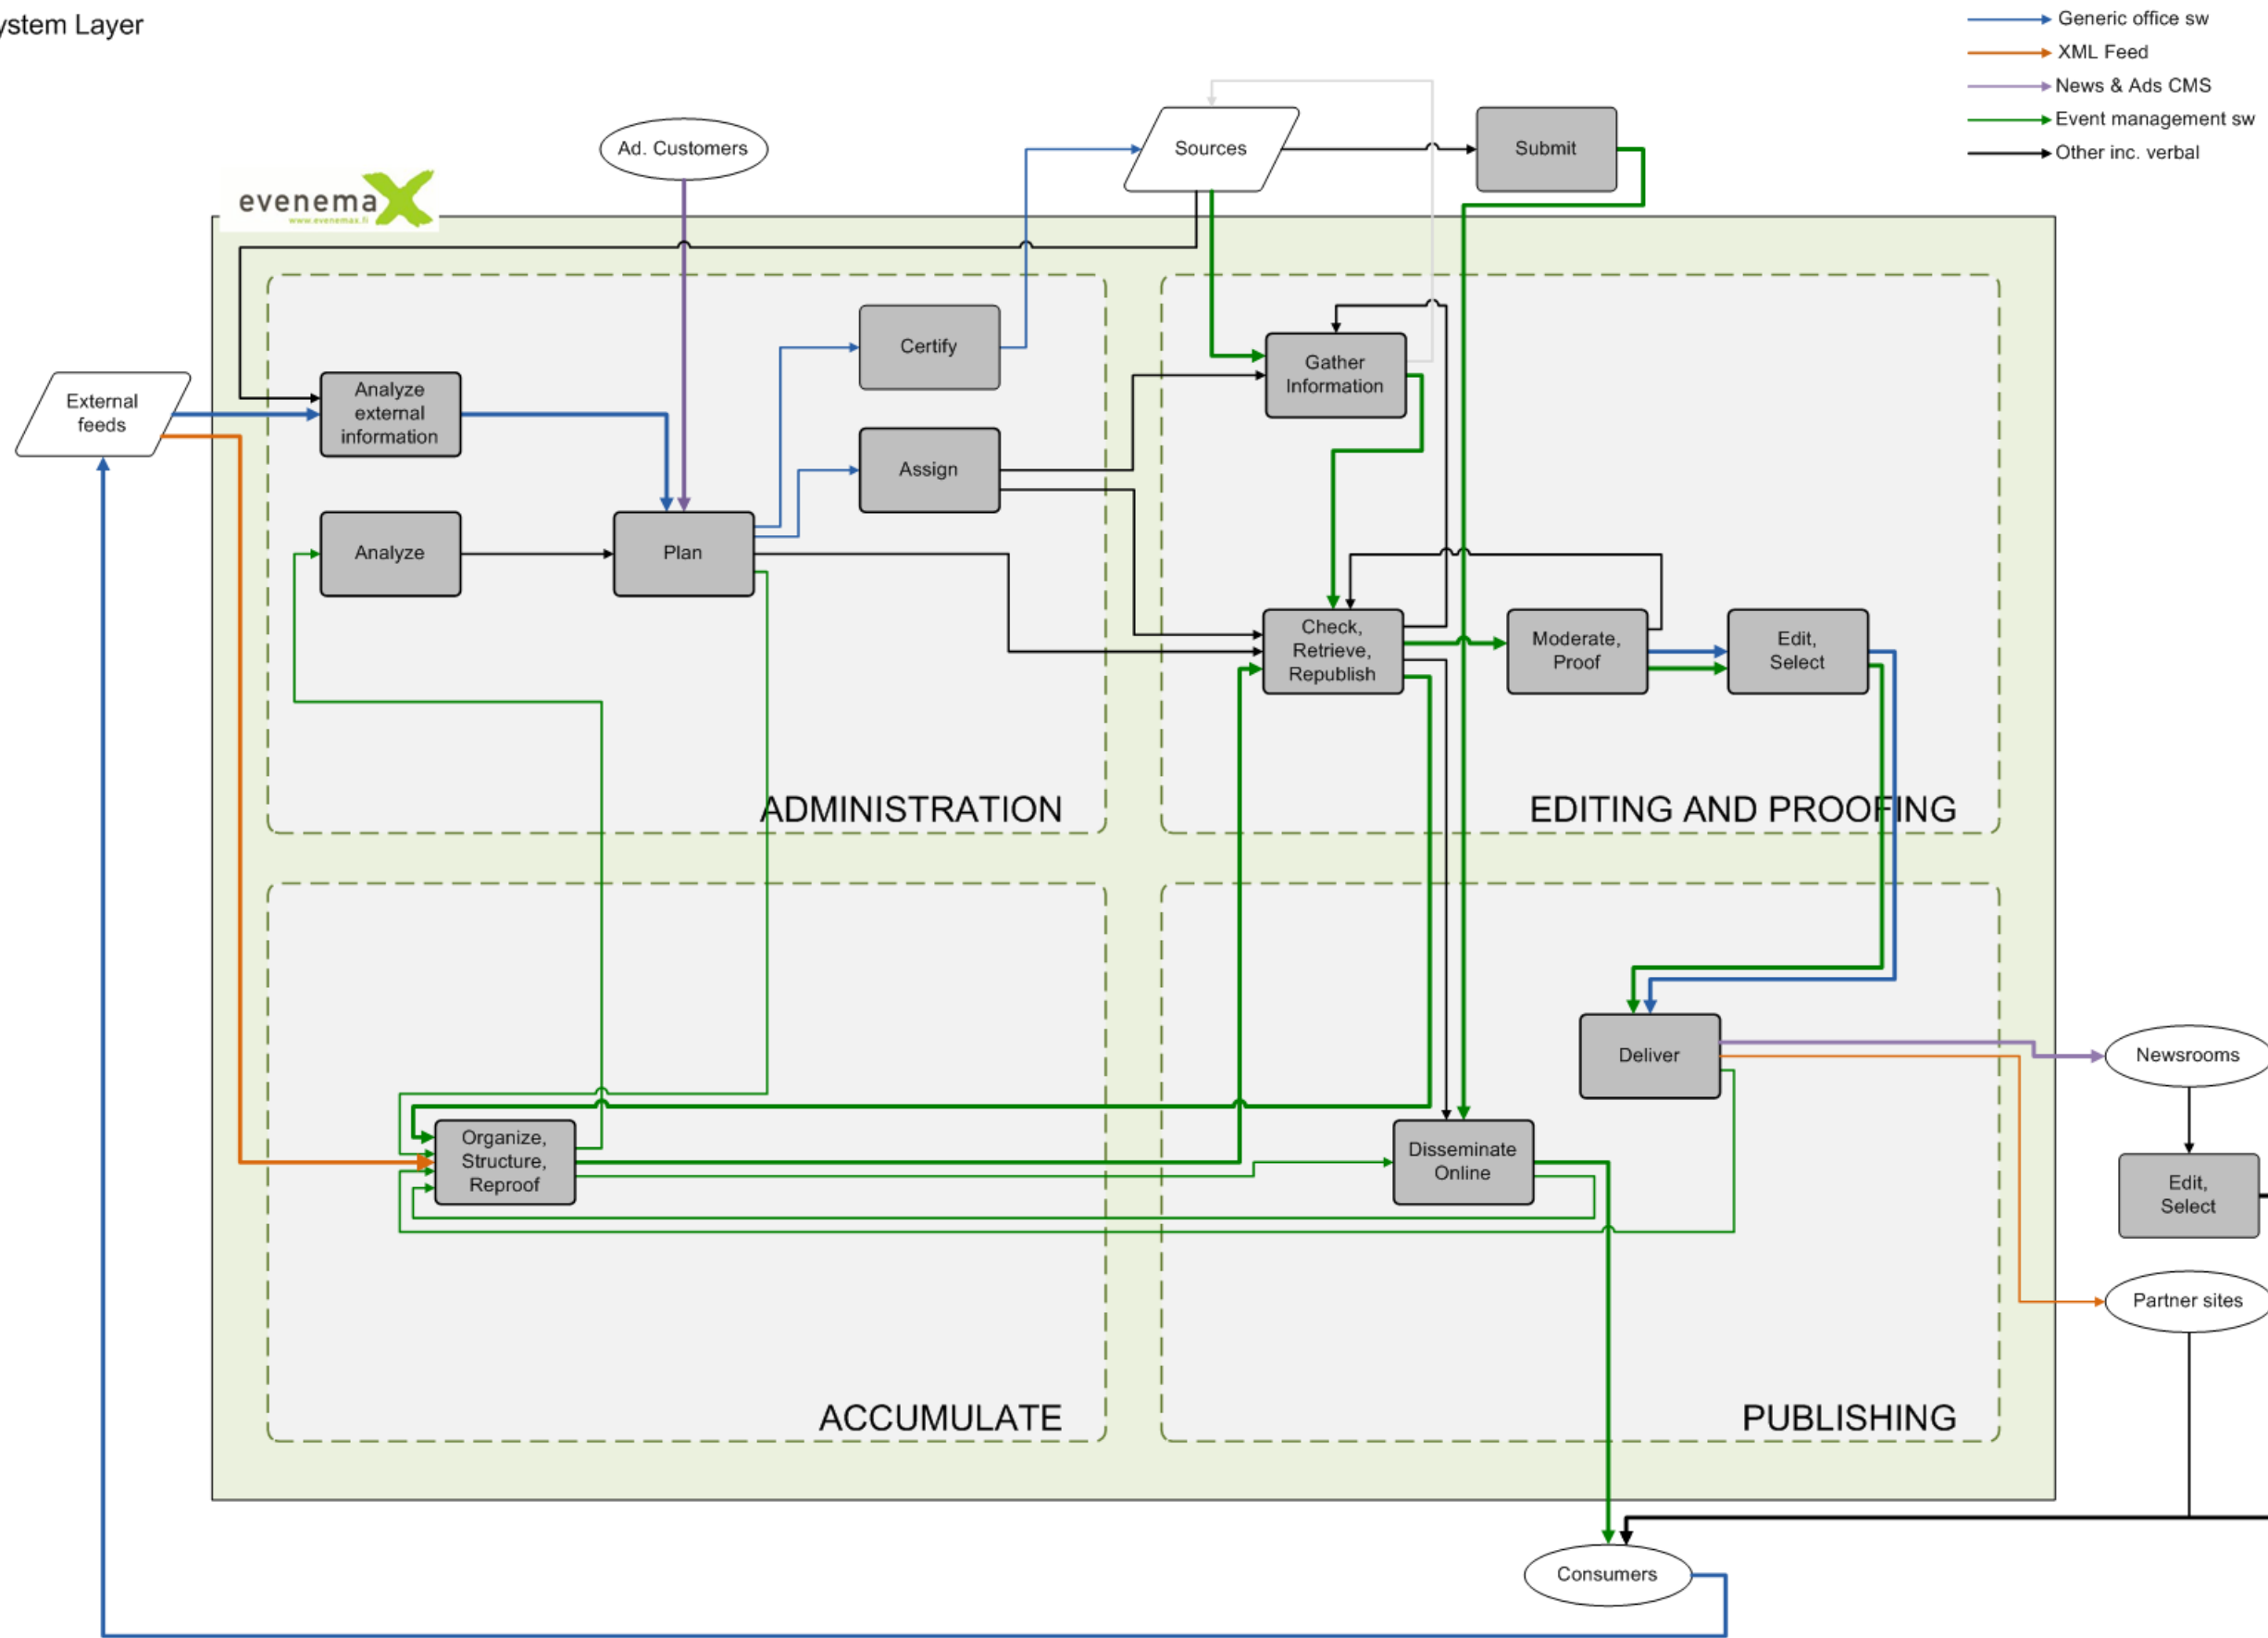 ystem Layer
Generic office sw
XML Feed
News & Ads CMS
Event management sw
Other inc. verbal
Ad. Customers
Sources
Submit
evenemax
www.evenemax.fi
Certify
Gather
Information
External
feeds
Analyze
external
information
Assign
Analyze
Plan
Check,
Retrieve,
Republish
Moderate,
Proof
Edit,
Select
ADMINISTRATION
EDITING AND PROOFING
Deliver
Newsrooms
Organize,
Structure,
Reproof
Disseminate
Online
Edit,
Select
Partner sites
ACCUMULATE
PUBLISHING
Consumers